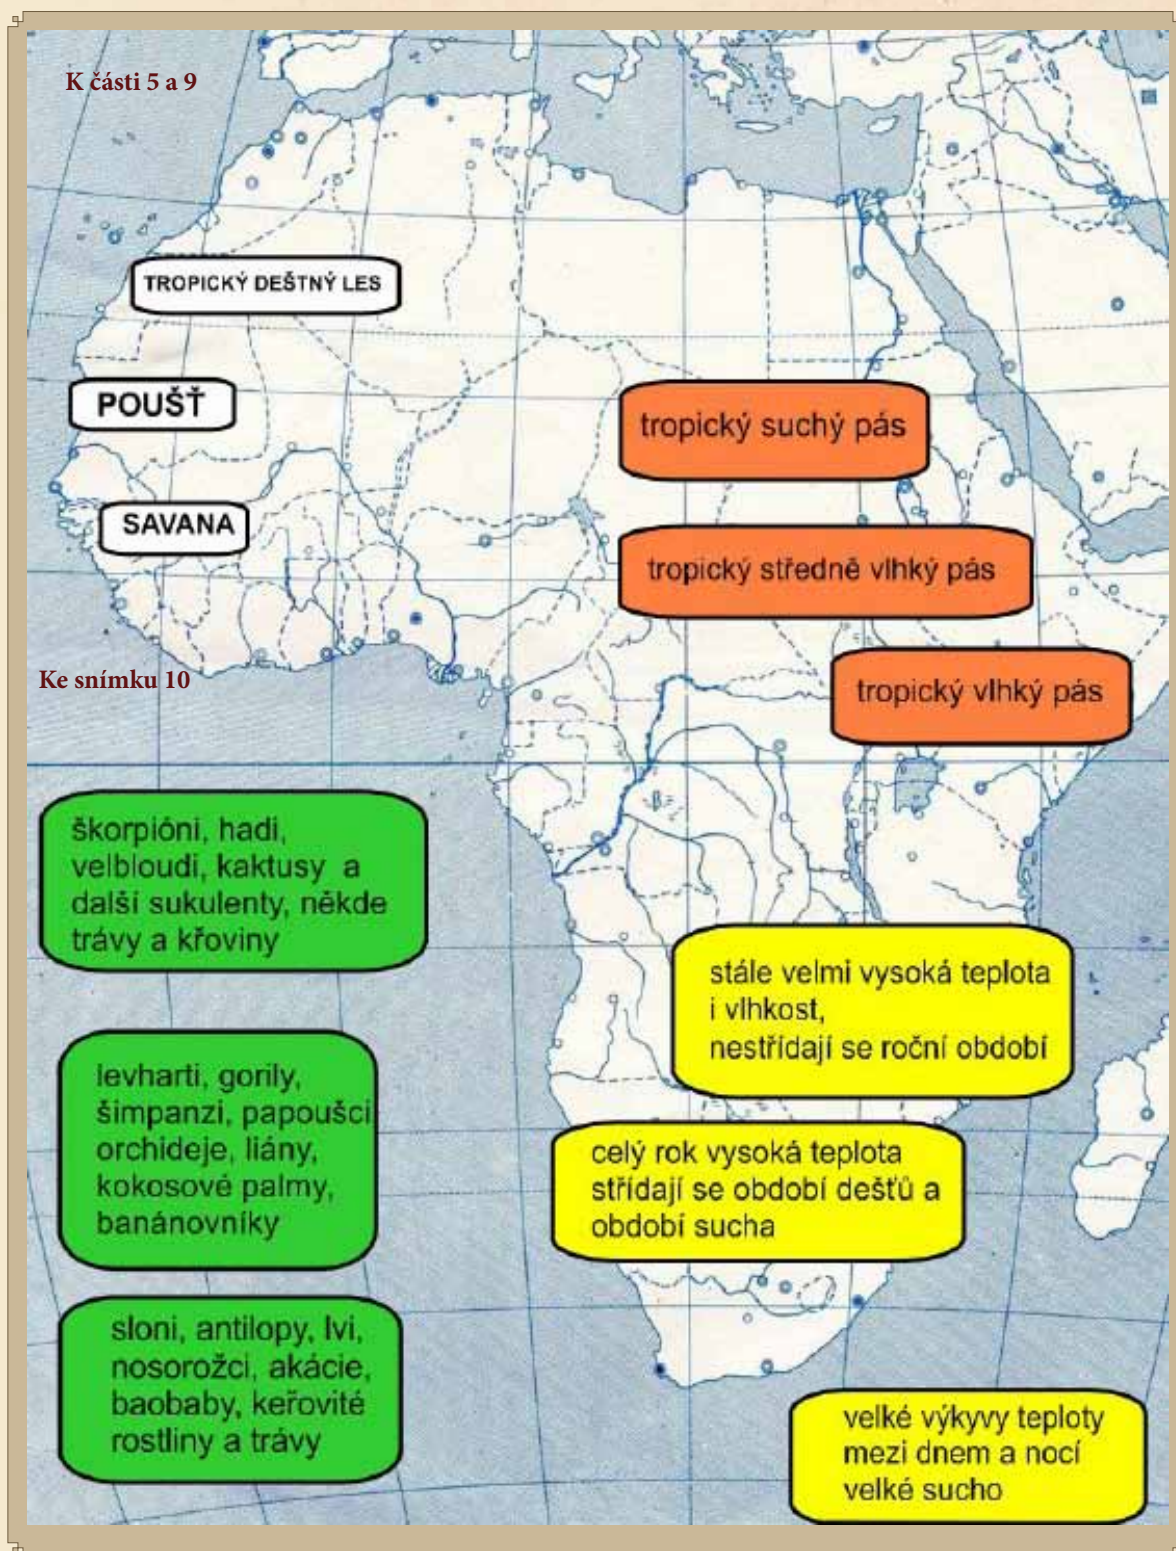 K části 5 a 9
TROPICKÝ DEŠTNÝ LES
POUŠŤ
tropický suchý pás
SAVANA
tropický středně vlhký pás
Ke snímku 10
tropický vlhký pás
škorpióni, hadi,
velbloudi, kaktusy a
další sukulenty, někde
trávy a křoviny
stále velmi vysoká teplota
i vlhkost,
nestřídají se roční období
levharti, gorily,
šimpanzi, papoušci
orchideje, liány,
kokosové palmy,
banánovníky
celý rok vysoká teplota
střídají se období dešťů a
období sucha
sloni, antilopy, lvi,
nosorožci, akácie,
baobaby, keřovité
rostliny a trávy
velké výkyvy teploty
mezi dnem a nocí
velké sucho